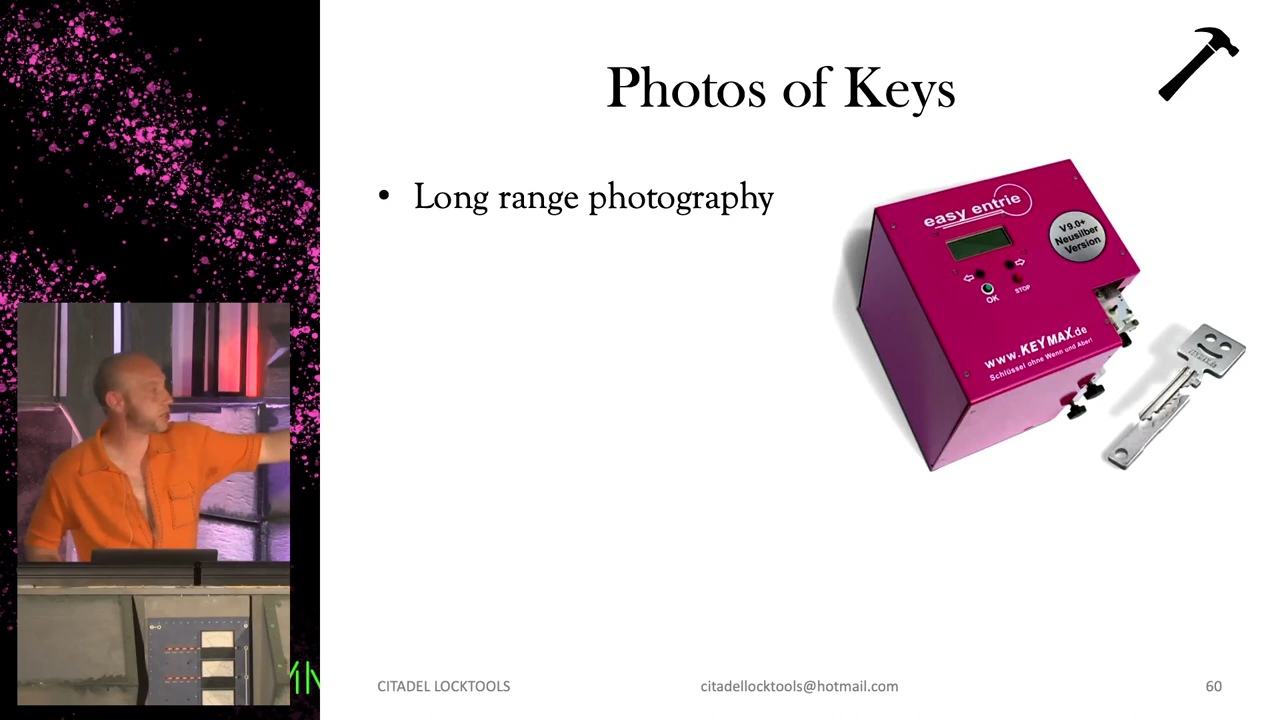 Photos of Keys
• Long range photography
easy entrie
V9.0+
Neusilber
Version
OK
STOP
www.KEYMAX.de
Schlüssel ohne Wenn und Aber!
CITADEL LOCKTOOLS
citadellocktools@hotmail.com
60